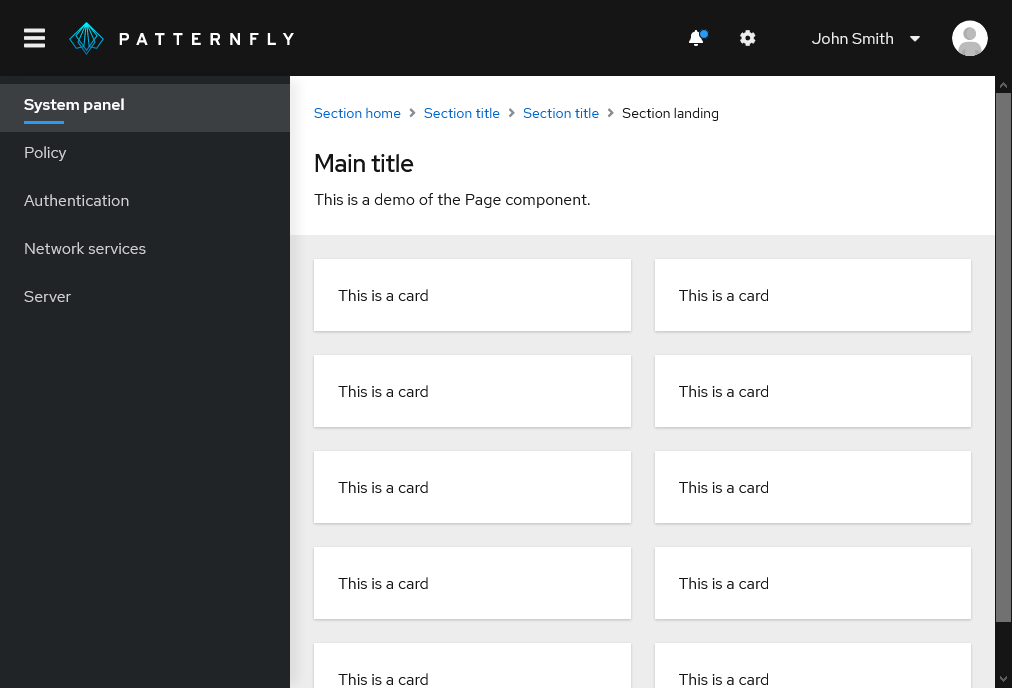 PATTERNFLY
John Smith
System panel
Policy
Authentication
Network services
Server
Section home > Section title > Section title > Section landing
Main title
This is a demo of the Page component.
This is a card
This is a card
This is a card
This is a card
This is a card
This is a card
This is a card
This is a card
This is a card
This is a card